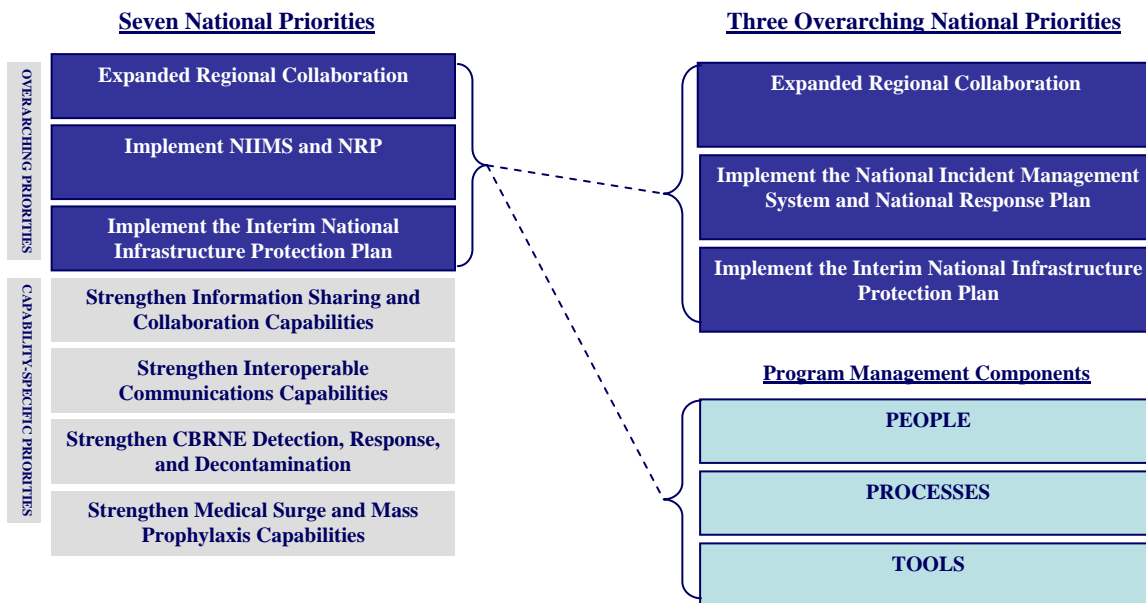 Seven National Priorities
OVERARCHING PRIORITIES
Expanded Regional Collaboration
Implement NIIMS and NRP
Implement the Interim National
Infrastructure Protection Plan
CAPABILITY-SPECIFIC PRIORITIES
Strengthen Information Sharing and
Collaboration Capabilities
Strengthen Interoperable
Communications Capabilities
Strengthen CBRNE Detection, Response,
and Decontamination
Strengthen Medical Surge and Mass
Prophylaxis Capabilities
Three Overarching National Priorities
Expanded Regional Collaboration
Implement the National Incident Management
System and National Response Plan
Implement the Interim National Infrastructure
Protection Plan
Program Management Components
PEOPLE
PROCESSES
TOOLS